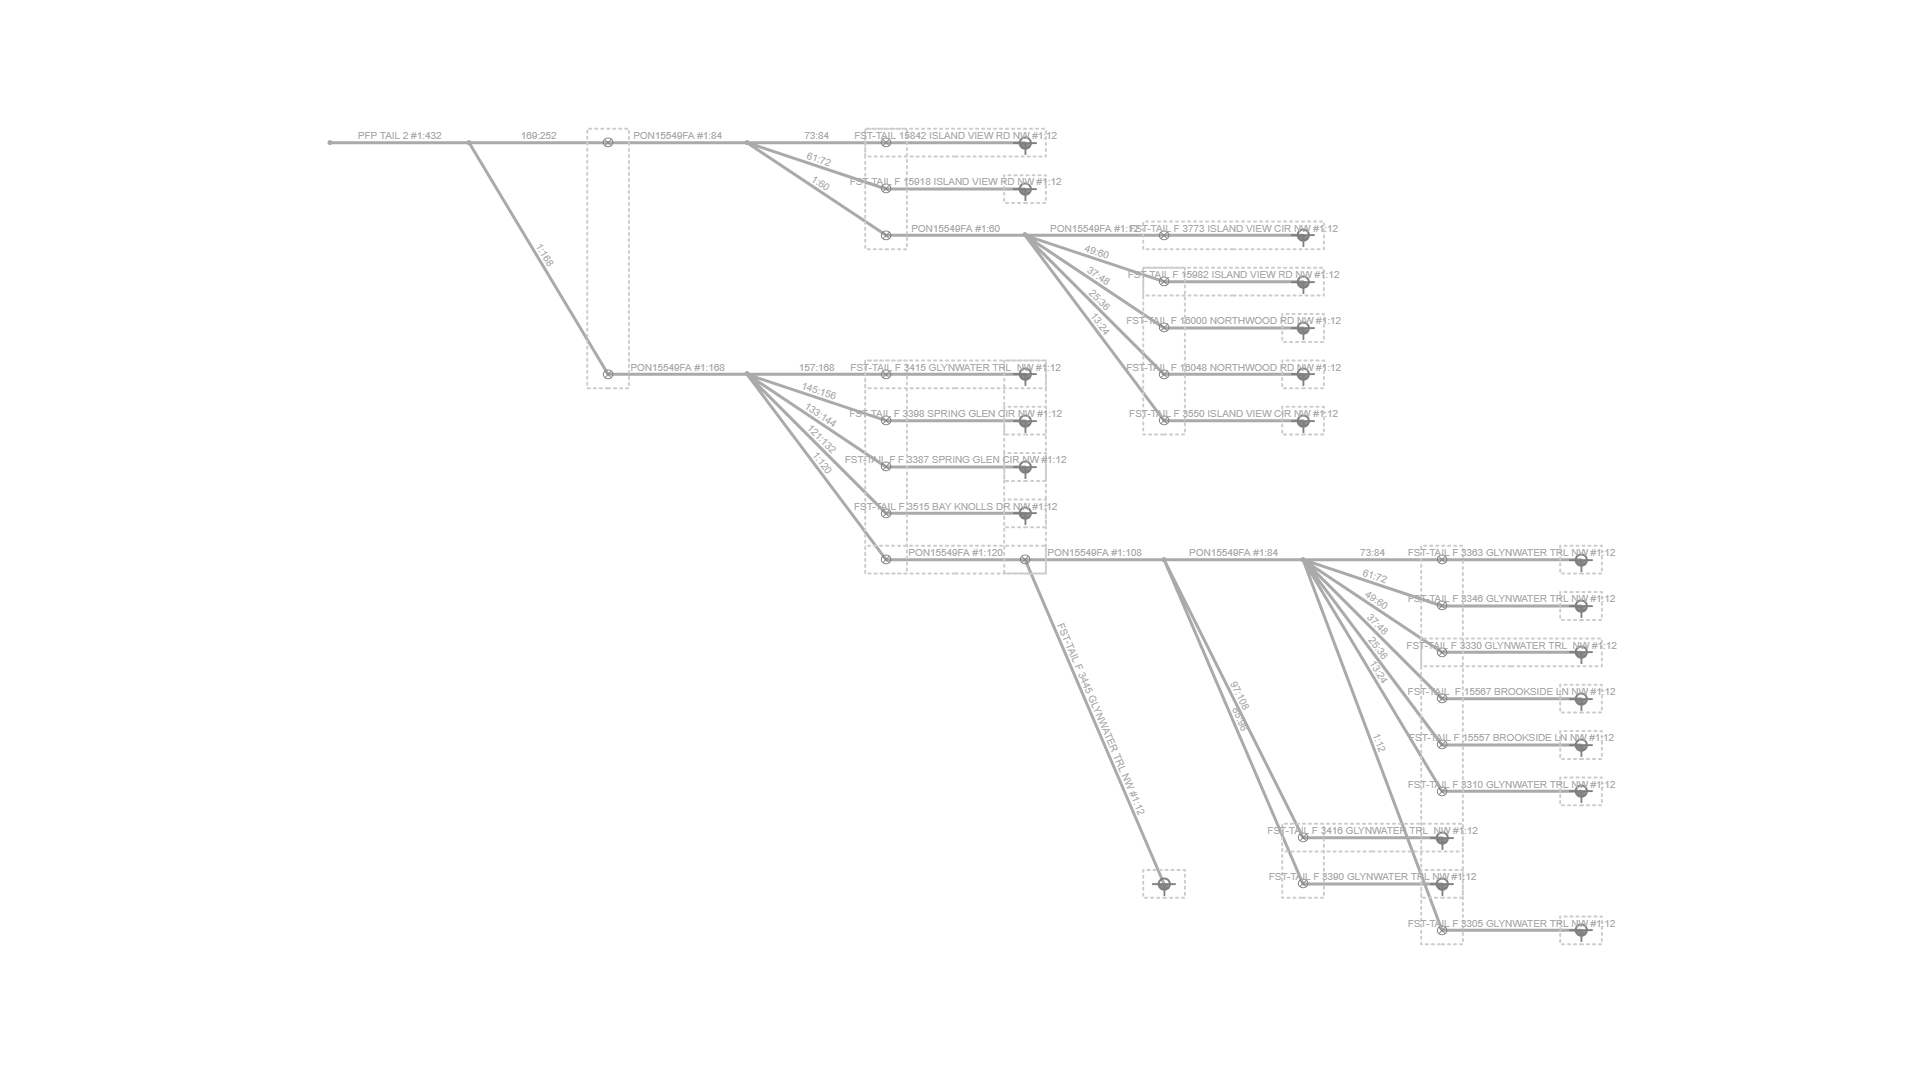 PFP TAIL 2 #1:432
169:252
PON15549FA #1:84
73:84
FST-TAIL 15842 ISLAND VIEW RD NW #1:12
61:72
FST-TAIL F 15918 ISLAND VIEW RD NW #1:12
1:60
PON15549FA #1:60
PON15549FA #1:12
FST-TAIL F 3773 ISLAND VIEW CIR NW #1:12
49:60
FST-TAIL F 15982 ISLAND VIEW RD NW #1:12
37:48
25:36
13:24
FST-TAIL F 16000 NORTHWOOD RD NW #1:12
FST-TAIL F 16048 NORTHWOOD RD NW #1:12
FST-TAIL F 3550 ISLAND VIEW CIR NW #1:12
1:168
PON15549FA #1:168
157:168
FST-TAIL F 3415 GLYNWATER TRL  NW #1:12
145:156
133:144
121:132
1:120
FST-TAIL F 3398 SPRING GLEN CIR NW #1:12
FST-TAIL F F 3387 SPRING GLEN CIR NW #1:12
FST-TAIL F 3515 BAY KNOLLS DR NW #1:12
PON15549FA #1:120
PON15549FA #1:108
PON15549FA #1:84
73:84
FST-TAIL F 3363 GLYNWATER TRL NW #1:12
61:72
49:60
37:48
25:36
13:24
FST-TAIL F 3346 GLYNWATER TRL NW #1:12
FST-TAIL F 3330 GLYNWATER TRL  NW #1:12
FST-TAIL  F 15567 BROOKSIDE LN NW #1:12
FST-TAIL F 15557 BROOKSIDE LN NW #1:12
FST-TAIL F 3310 GLYNWATER TRL NW #1:12
FST-TAIL F 3445 GLYNWATER TRL NW #1:12
97:108
85:96
1:12
FST-TAIL F 3416 GLYNWATER TRL  NW #1:12
FST-TAIL F 3390 GLYNWATER TRL NW #1:12
FST-TAIL F 3305 GLYNWATER TRL NW #1:12